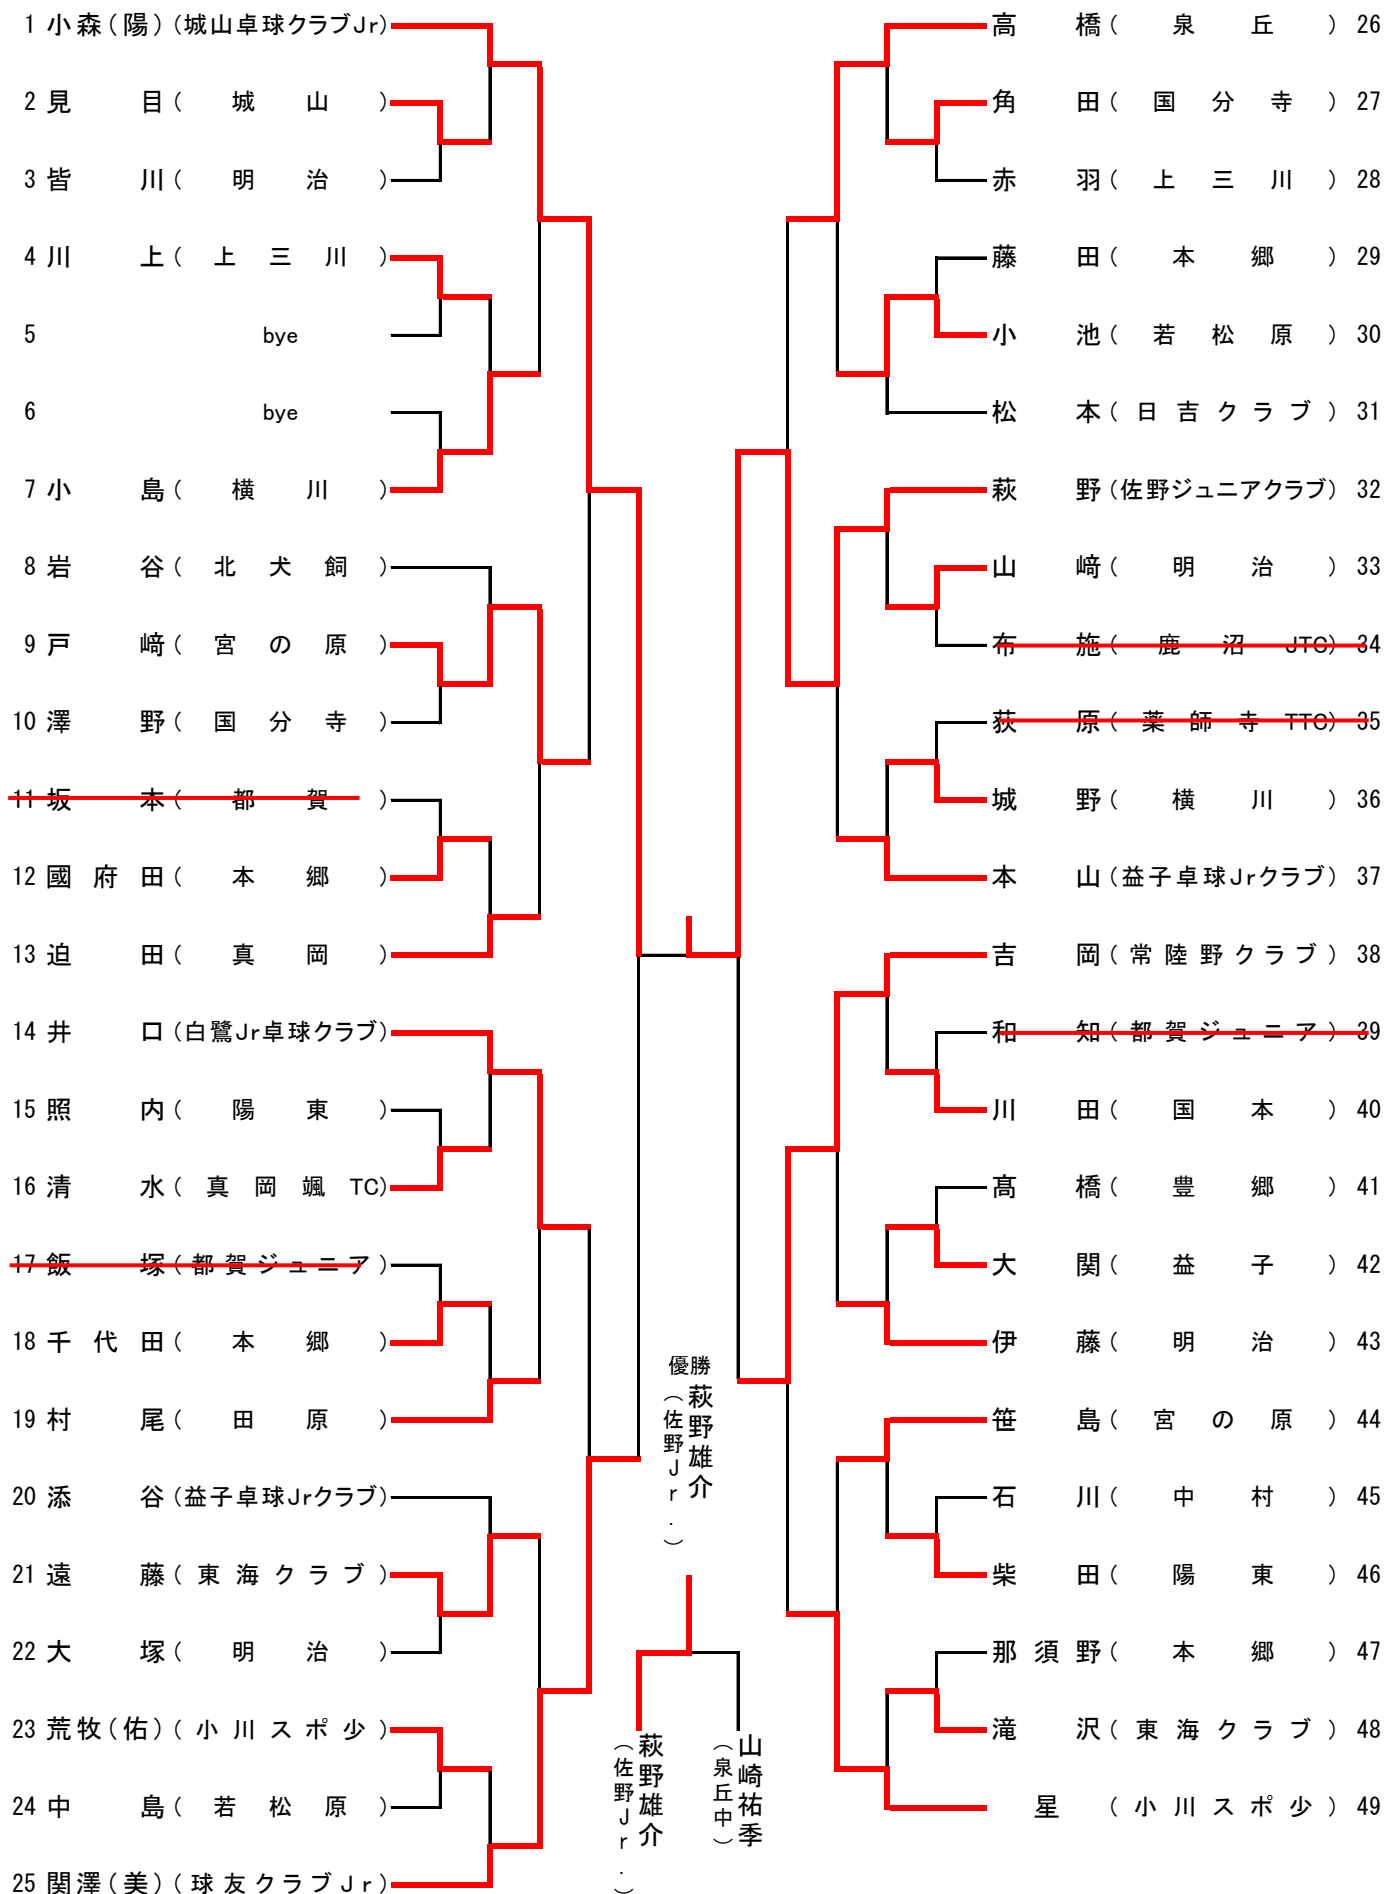 1 小森(陽)(城山卓球クラブJr)
2 見目(城山)
3 皆川(明治)
4 川上(上三川)
5 bye
6 bye
7 小島(横川)
8 岩谷(北犬飼)
9 戸﨑(宮の原)
10 澤野(国分寺)
11 坂本(都賀)
12 國府田(本郷)
13 迫田(真岡)
14 井口(白鷺Jr卓球クラブ)
15 照内(陽東)
16 清水(真岡颯TC)
17 飯塚(都賀ジュニア)
18 千代田(本郷)
19 村尾(田原)
20 添谷(益子卓球Jrクラブ)
21 遠藤(東海クラブ)
22 大塚(明治)
23 荒牧(佑)(小川スポ少)
24 中島(若松原)
25 関澤(美)(球友クラブJr)
高橋(泉丘) 26
角田(国分寺) 27
赤羽(上三川) 28
藤田(本郷) 29
小池(若松原) 30
松本(日吉クラブ) 31
萩野(佐野ジュニアクラブ) 32
山﨑(明治) 33
布施(鹿沼JTC) 34
荻原(薬師寺TTC) 35
城野(横川) 36
本山(益子卓球Jrクラブ) 37
吉岡(常陸野クラブ) 38
和知(都賀ジュニア) 39
川田(国本) 40
髙橋(豊郷) 41
大関(益子) 42
伊藤(明治) 43
笹島(宮の原) 44
石川(中村) 45
柴田(陽東) 46
那須野(本郷) 47
滝沢(東海クラブ) 48
星(小川スポ少) 49
優勝
萩野雄介
(佐野Jr.)
萩野雄介
(佐野Jr.)
山崎祐季
(泉丘中)